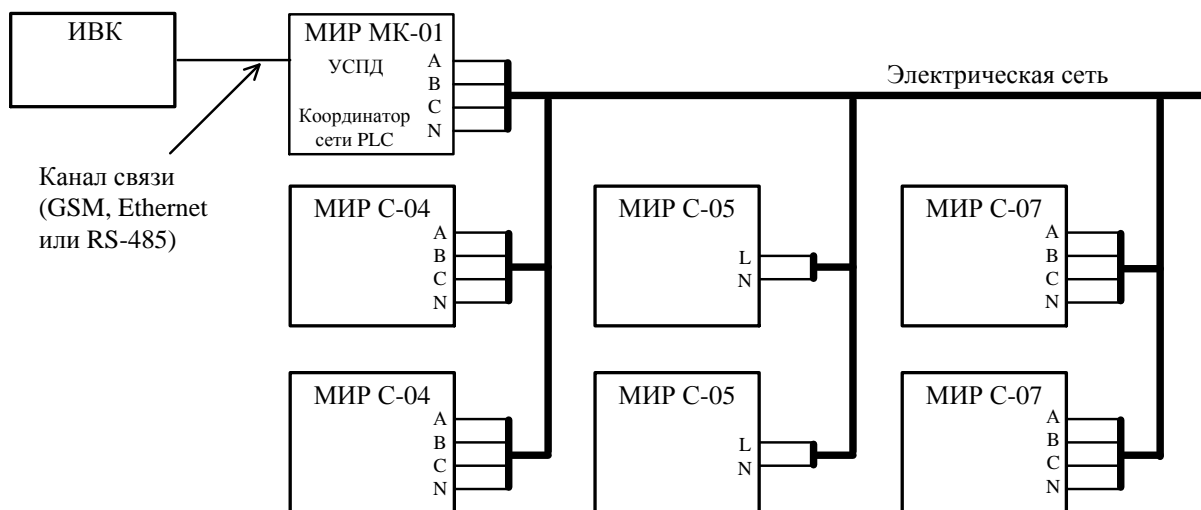 ИВК
МИР МК-01
УСПД
Координатор
сети PLC
A
B
C
N
Электрическая сеть
Канал связи
(GSM, Ethernet
или RS-485)
МИР С-04
A
B
C
N
МИР С-05
L
N
МИР С-07
A
B
C
N
МИР С-04
A
B
C
N
МИР С-05
L
N
МИР С-07
A
B
C
N